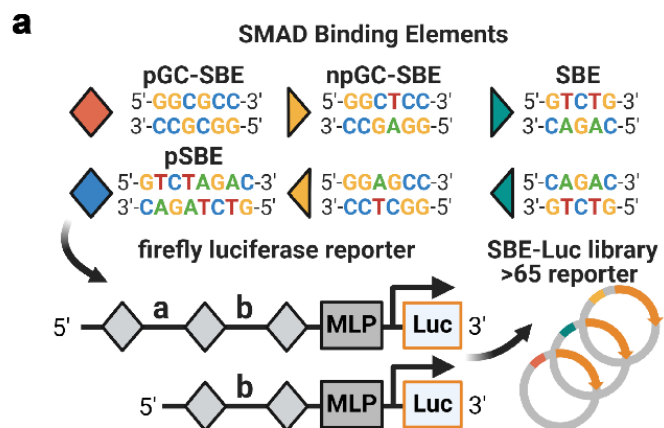 a
SMAD Binding Elements
pGC-SBE npGC-SBE SBE
5'-GGCGCC-3' 5'-GGCTCC-3' 5'-GTCTG-3'
3'-CCGCGG-5' 3'-CCGAGG-5' 3'-CAGAC-5'
pSBE
5'-GTCTAGAC-3' 5'-GGAGCC-3' 5'-CAGAC-3'
3'-CAGATCTG-5' 3'-CCTCGG-5' 3'-GTCTG-5'
firefly luciferase reporter SBE-Luc library
>65 reporter
5' a b MLP Luc 3'
5' b MLP Luc 3'